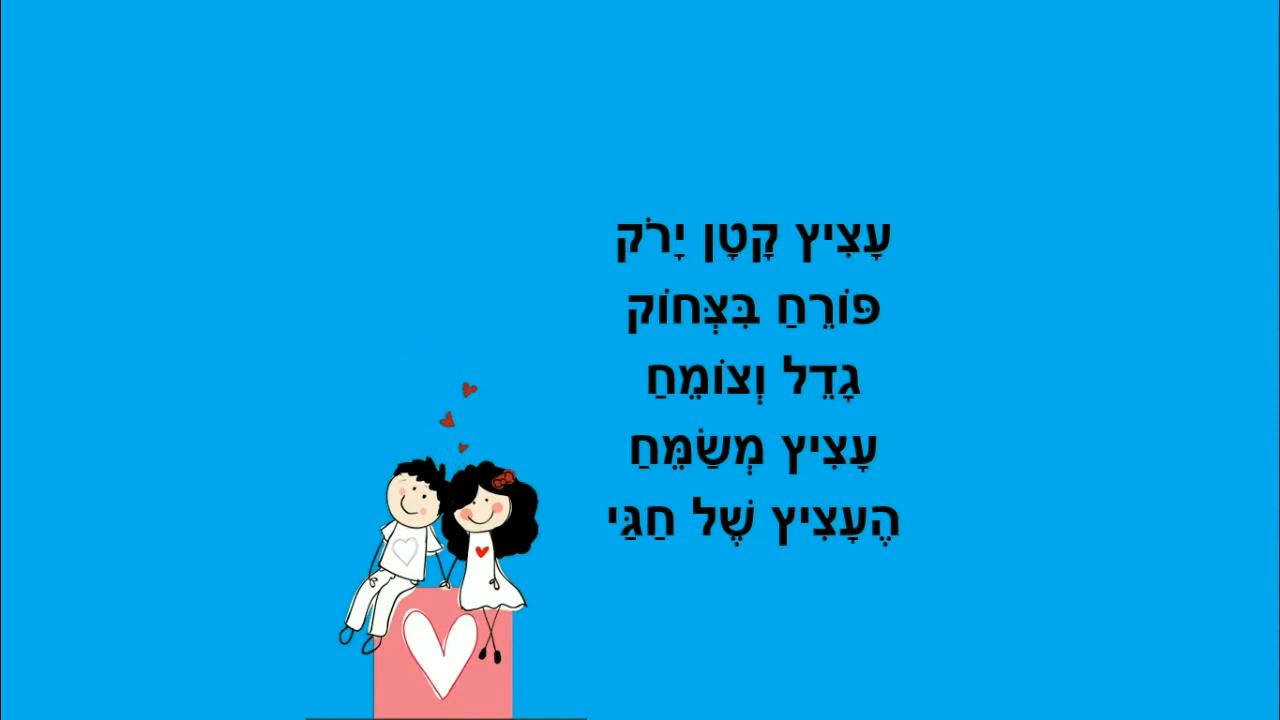 עָצִיץ קָטָן יָרֹק
פּוֹרֵחַ בִּצְּחוֹק
גָּדֵל וְצוֹמֵחַ
עָצִיץ מְשַׂמֵּחַ
הֶעָצִיץ שֶׁל חַגַּי